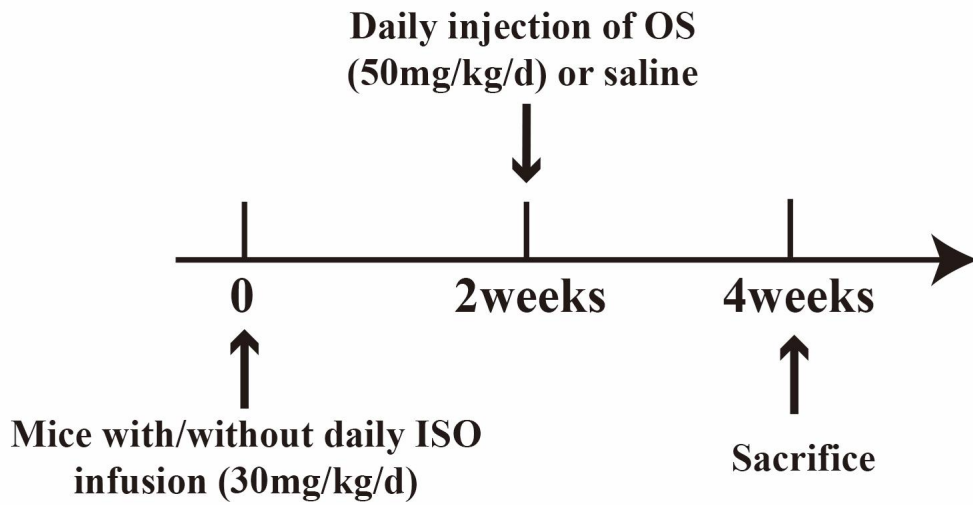 Daily injection of OS
(50mg/kg/d) or saline
0
2weeks
4weeks
Mice with/without daily ISO
infusion (30mg/kg/d)
Sacrifice